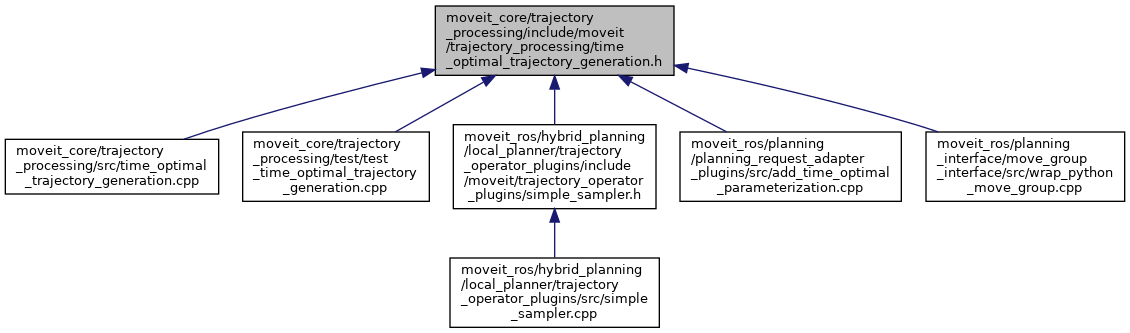 moveit_core/trajectory
_processing/include/moveit
/trajectory_processing/time
_optimal_trajectory_generation.h
moveit_core/trajectory
_processing/src/time_optimal
_trajectory_generation.cpp
moveit_core/trajectory
_processing/test/test
_time_optimal_trajectory
_generation.cpp
moveit_ros/hybrid_planning
/local_planner/trajectory
_operator_plugins/include
/moveit/trajectory_operator
_plugins/simple_sampler.h
moveit_ros/planning
/planning_request_adapter
_plugins/src/add_time_optimal
_parameterization.cpp
moveit_ros/planning
_interface/move_group
_interface/src/wrap_python
_move_group.cpp
moveit_ros/hybrid_planning
/local_planner/trajectory
_operator_plugins/src/simple
_sampler.cpp